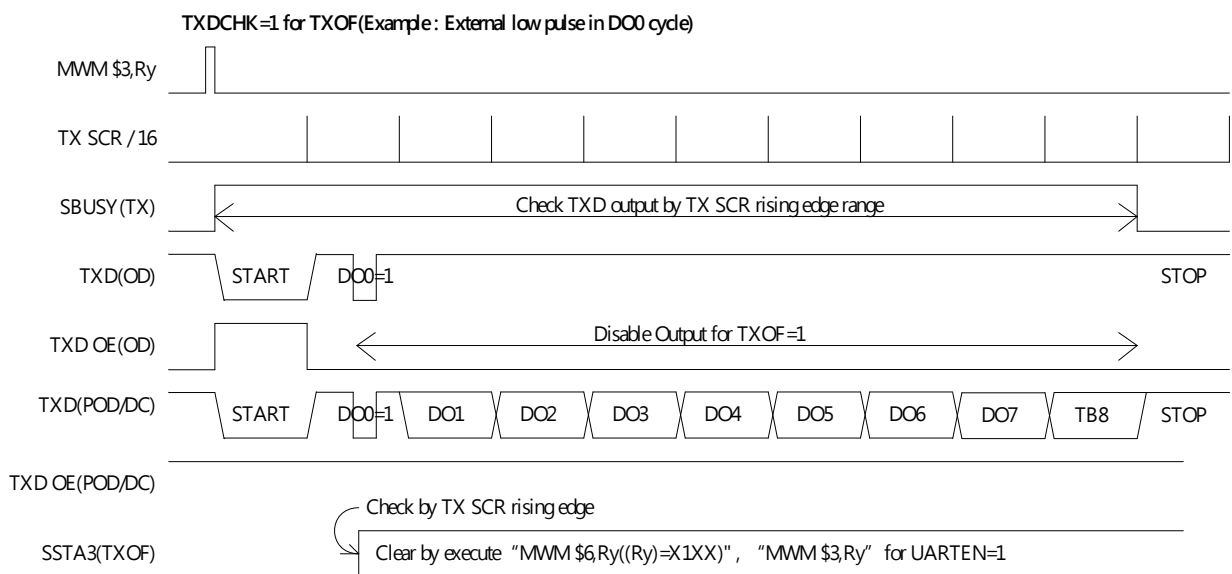 TXDCHK=1 for TXOF(Example : External low pulse in DO0 cycle)
MWM $3,Ry
TX SCR / 16
SBUSY(TX)
Check TXD output by TX SCR rising edge range
TXD(OD)
START
DO0=1
STOP
TXD OE(OD)
Disable Output for TXOF=1
TXD(POD/DC)
START
DO0=1
DO1
DO2
DO3
DO4
DO5
DO6
DO7
TB8
STOP
TXD OE(POD/DC)
Check by TX SCR rising edge
SSTA3(TXOF)
Clear by execute “MWM $6,Ry((Ry)=X1XX)", “MWM $3,Ry” for UARTEN=1